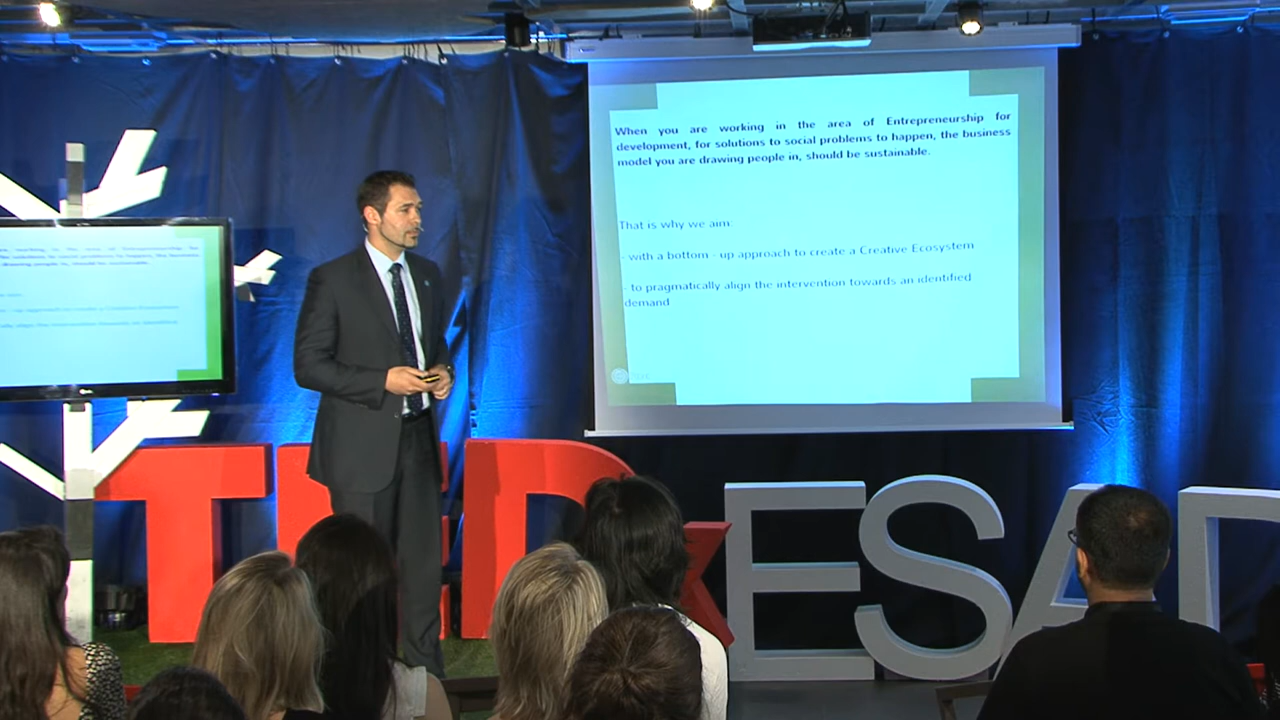 When you are working in the area of Entrepreneurship for
development, for solutions to social problems to happen, the business
model you are drawing people in, should be sustainable.
That is why we aim:
- with a bottom - up approach to create a Creative Ecosystem
- to pragmatically align the intervention towards an identified
demand
TEDxESAD